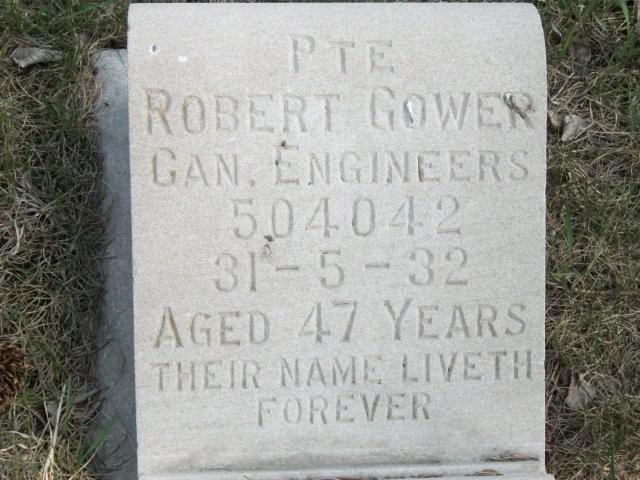 PTE
ROBERT GOWER
CAN. ENGINEERS
504042
31-5-32
AGED 47 YEARS
THEIR NAME LIVETH
FOREVER